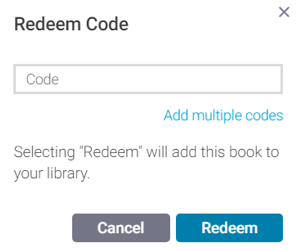 Redeem Code
Code
Add multiple codes
Selecting "Redeem" will add this book to
your library.
Cancel
Redeem